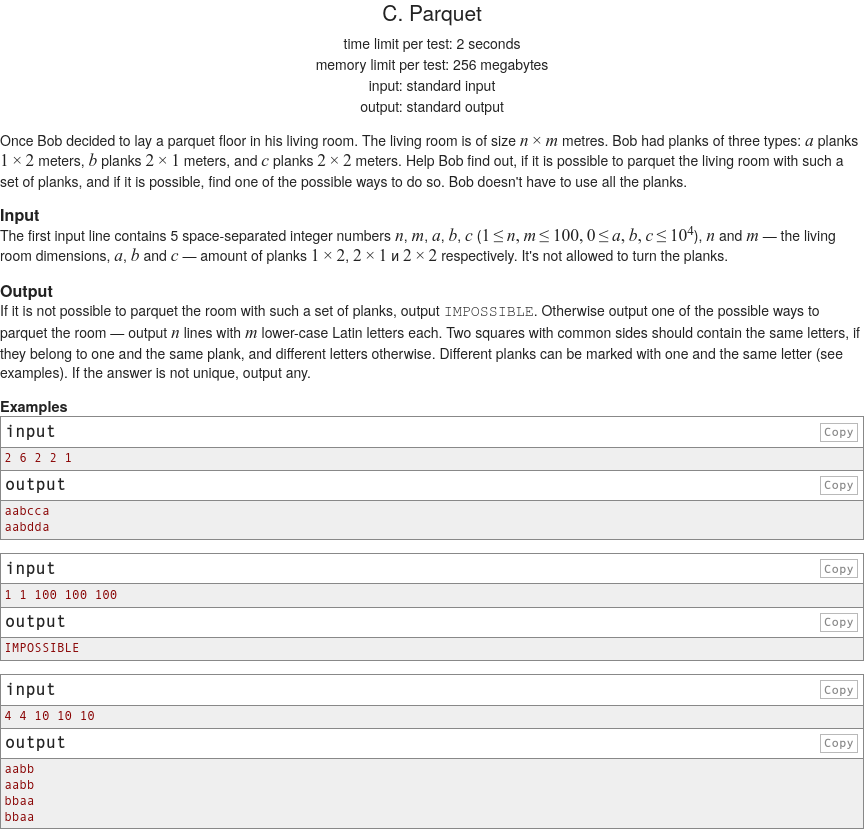 C. Parquet
time limit per test: 2 seconds
memory limit per test: 256 megabytes
input: standard input
output: standard output
Once Bob decided to lay a parquet floor in his living room. The living room is of size n × m metres. Bob had planks of three types: a planks
1 × 2 meters, b planks 2 × 1 meters, and c planks 2 × 2 meters. Help Bob find out, if it is possible to parquet the living room with such a
set of planks, and if it is possible, find one of the possible ways to do so. Bob doesn't have to use all the planks.
Input
The first input line contains 5 space-separated integer numbers n, m, a, b, c (1 ≤ n, m ≤ 100, 0 ≤ a, b, c ≤ 10⁴), n and m — the living
room dimensions, a, b and c — amount of planks 1 × 2, 2 × 1 и 2 × 2 respectively. It's not allowed to turn the planks.
Output
If it is not possible to parquet the room with such a set of planks, output IMPOSSIBLE. Otherwise output one of the possible ways to
parquet the room — output n lines with m lower-case Latin letters each. Two squares with common sides should contain the same letters, if
they belong to one and the same plank, and different letters otherwise. Different planks can be marked with one and the same letter (see
examples). If the answer is not unique, output any.
Examples
input
Copy
2 6 2 2 1
output
Copy
aabcca
aabdda
input
Copy
1 1 100 100 100
output
Copy
IMPOSSIBLE
input
Copy
4 4 10 10 10
output
Copy
aabb
aabb
bbaa
bbaa